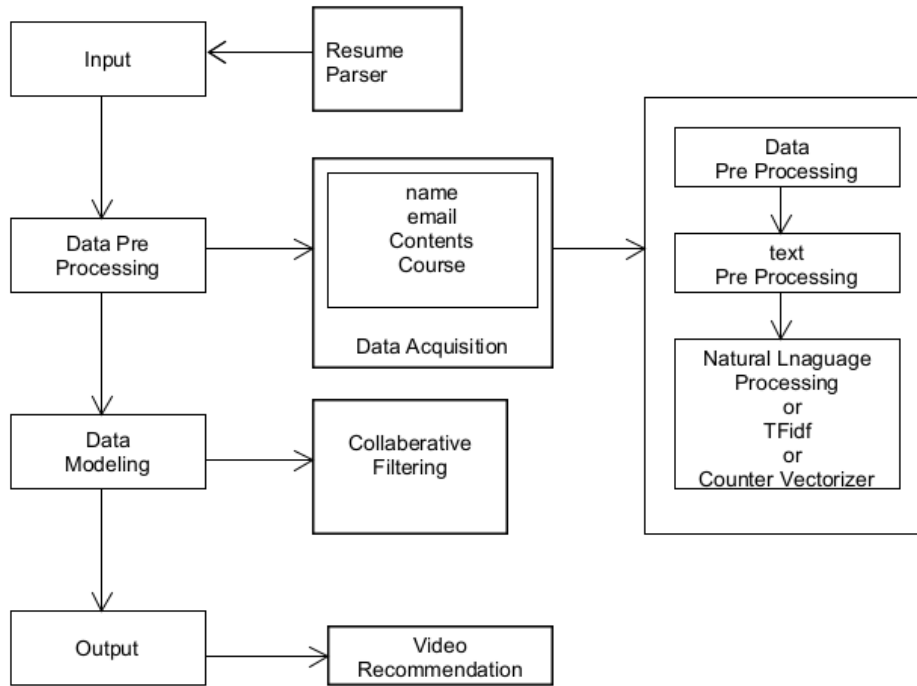 Input
Resume
Parser
Data Pre
Processing
name
email
Contents
Course
Data Acquisition
Data
Pre Processing
text
Pre Processing
Natural Lnaguage
Processing
or
TFidf
or
Counter Vectorizer
Data
Modeling
Collaberative
Filtering
Output
Video
Recommendation